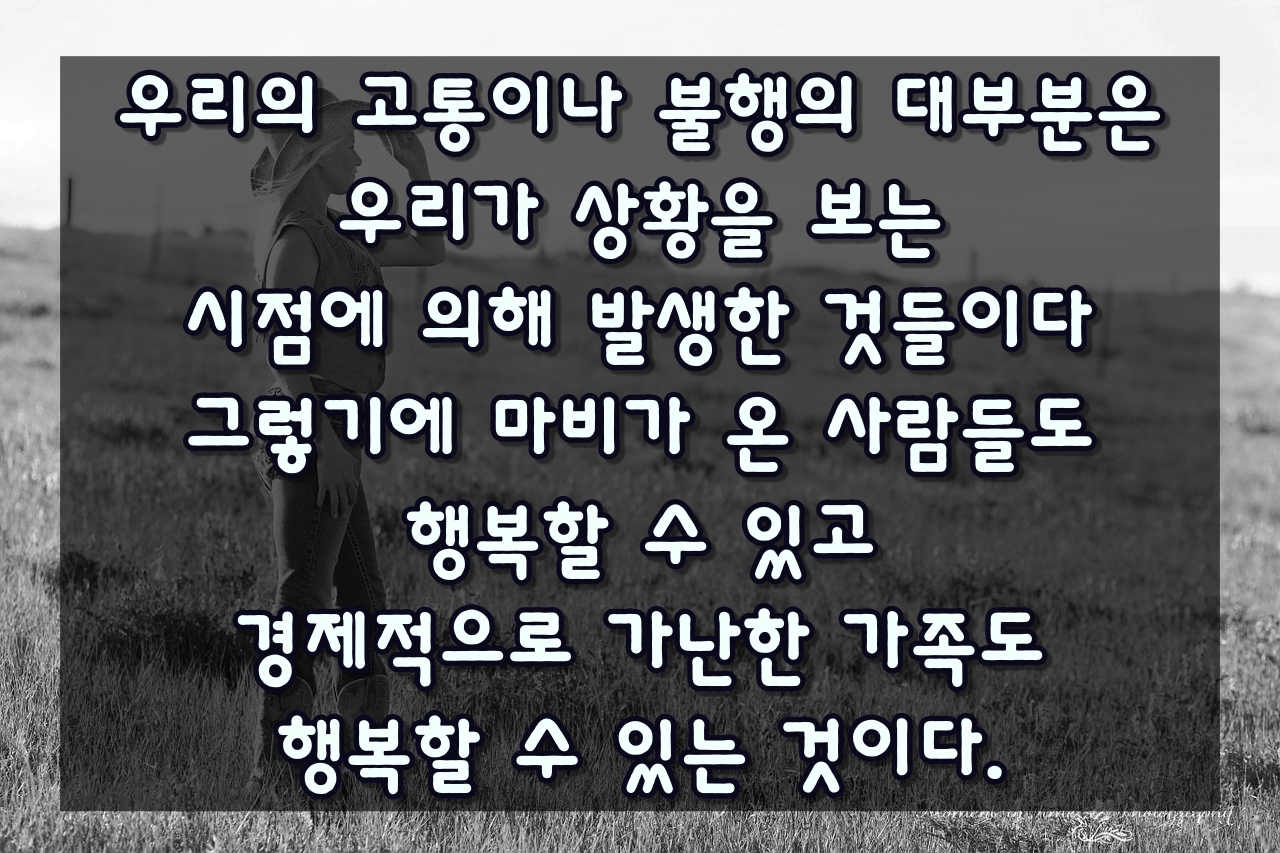 우리의 고통이나 불행의 대부분은
우리가 상황을 보는
시점에 의해 발생한 것들이다
그렇기에 마비가 온 사람들도
행복할 수 있고
경제적으로 가난한 가족도
행복할 수 있는 것이다.